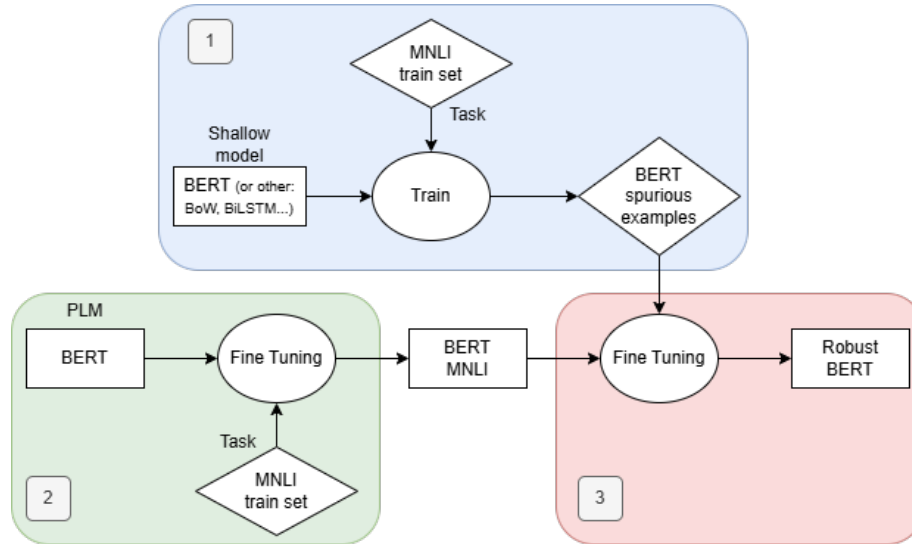 1
MNLI
train set
Task
Shallow
model
BERT (or other:
BoW, BiLSTM...)
Train
BERT
spurious
examples
PLM
BERT
Fine Tuning
BERT
MNLI
Fine Tuning
Robust
BERT
Task
MNLI
train set
2
3